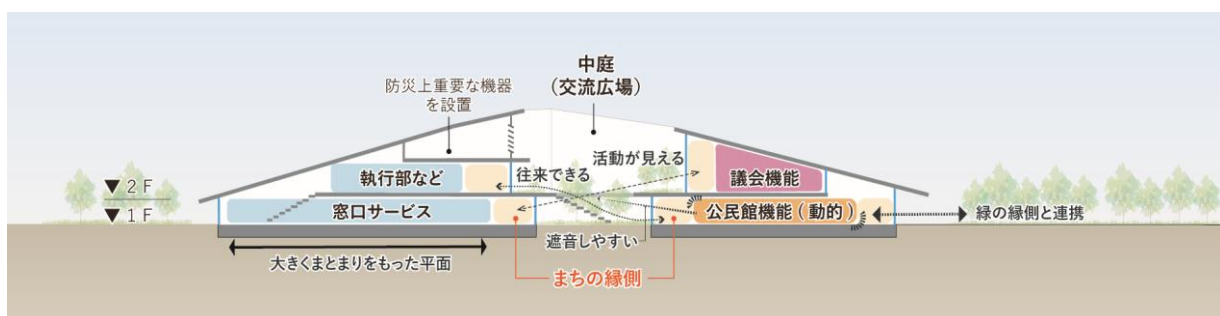 中庭
（交流広場）
防災上重要な機器
を設置
活動が見える
往来できる
執行部など
議会機能
▼2F
▼1F
窓口サービス
公民館機能（動的）
緑の縁側と連携
遮音しやすい
大きくまとまりをもった平面
まちの縁側